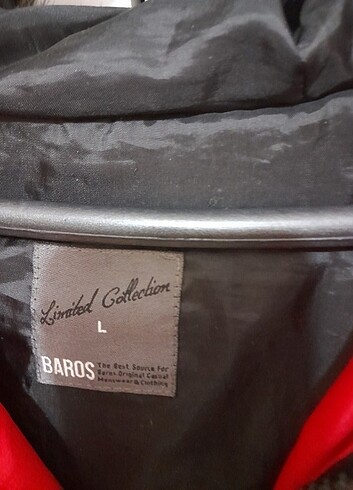 Limited Collection
L
BAROS
The Best Source For
Baros Original Casual
Menswear & Clothing